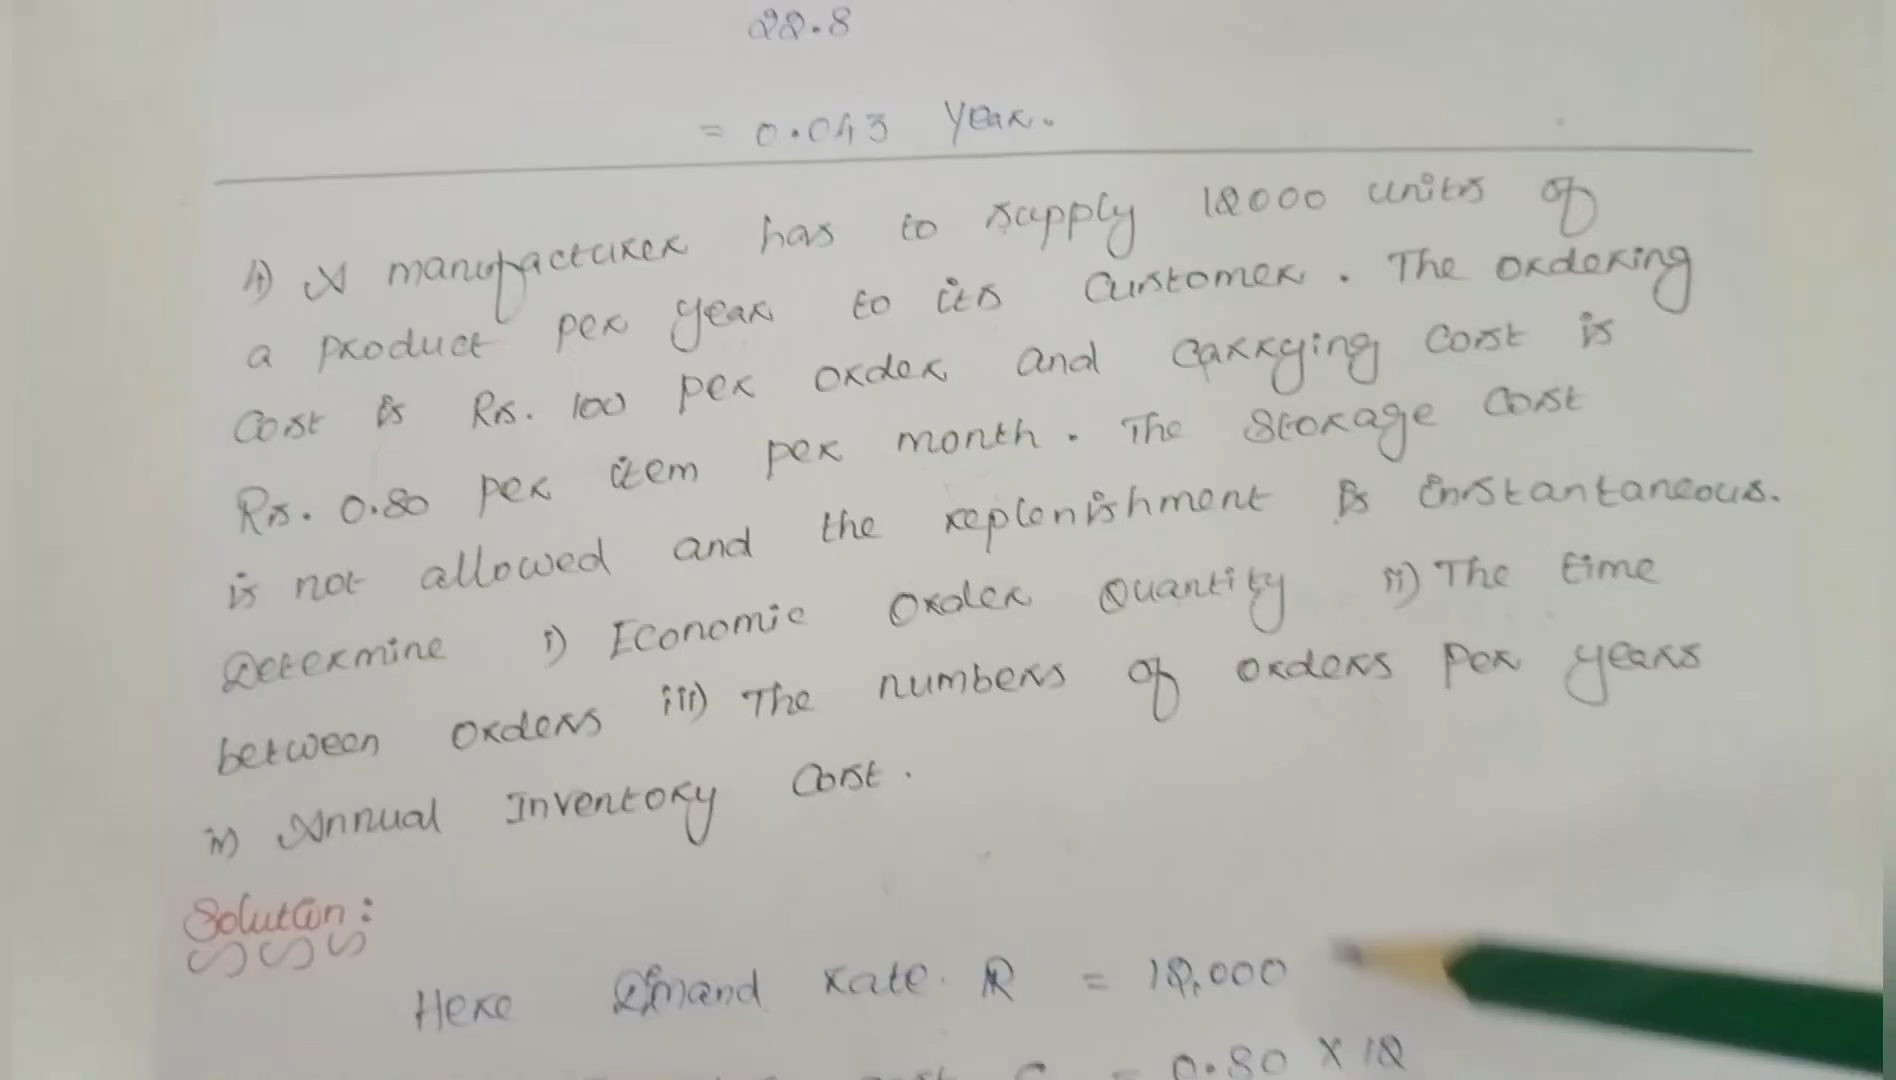 22.8
= 0.043 Year.
4) A manufacturer has to supply 12000 units of
a product per year to its customer. The ordering
cost is Rs. 100 per order and carrying cost is
Rs. 0.80 per item per month. The storage cost
is not allowed and the replenishment is instantaneous.
Determine i) Economic Order Quantity ii) The time
between orders iii) The numbers of orders per years
iv) Annual Inventory Cost.
Solution:
Here Demand rate. R = 12,000
= 0.80 X 12